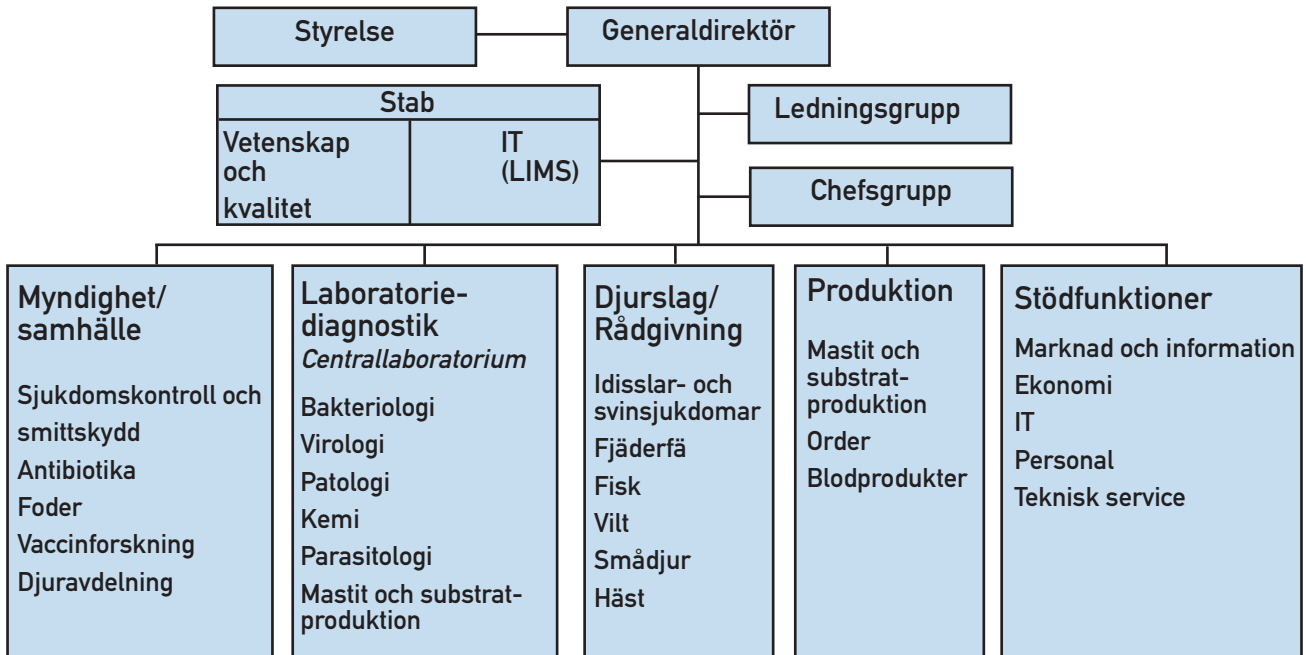 Styrelse
Generaldirektör
Stab
Vetenskap
och
kvalitet
IT
(LIMS)
Ledningsgrupp
Chefsgrupp
Myndighet/
samhälle
Sjukdomskontroll och
smittskydd
Antibiotika
Foder
Vaccinforskning
Djuravdelning
Laboratorie-
diagnostik
Centrallaboratorium
Bakteriologi
Virologi
Patologi
Kemi
Parasitologi
Mastit och substrat-
produktion
Djurslag/
Rådgivning
Idisslar- och
svinsjukdomar
Fjäderfä
Fisk
Vilt
Smådjur
Häst
Produktion
Mastit och
substrat-
produktion
Order
Blodprodukter
Stödfunktioner
Marknad och information
Ekonomi
IT
Personal
Teknisk service